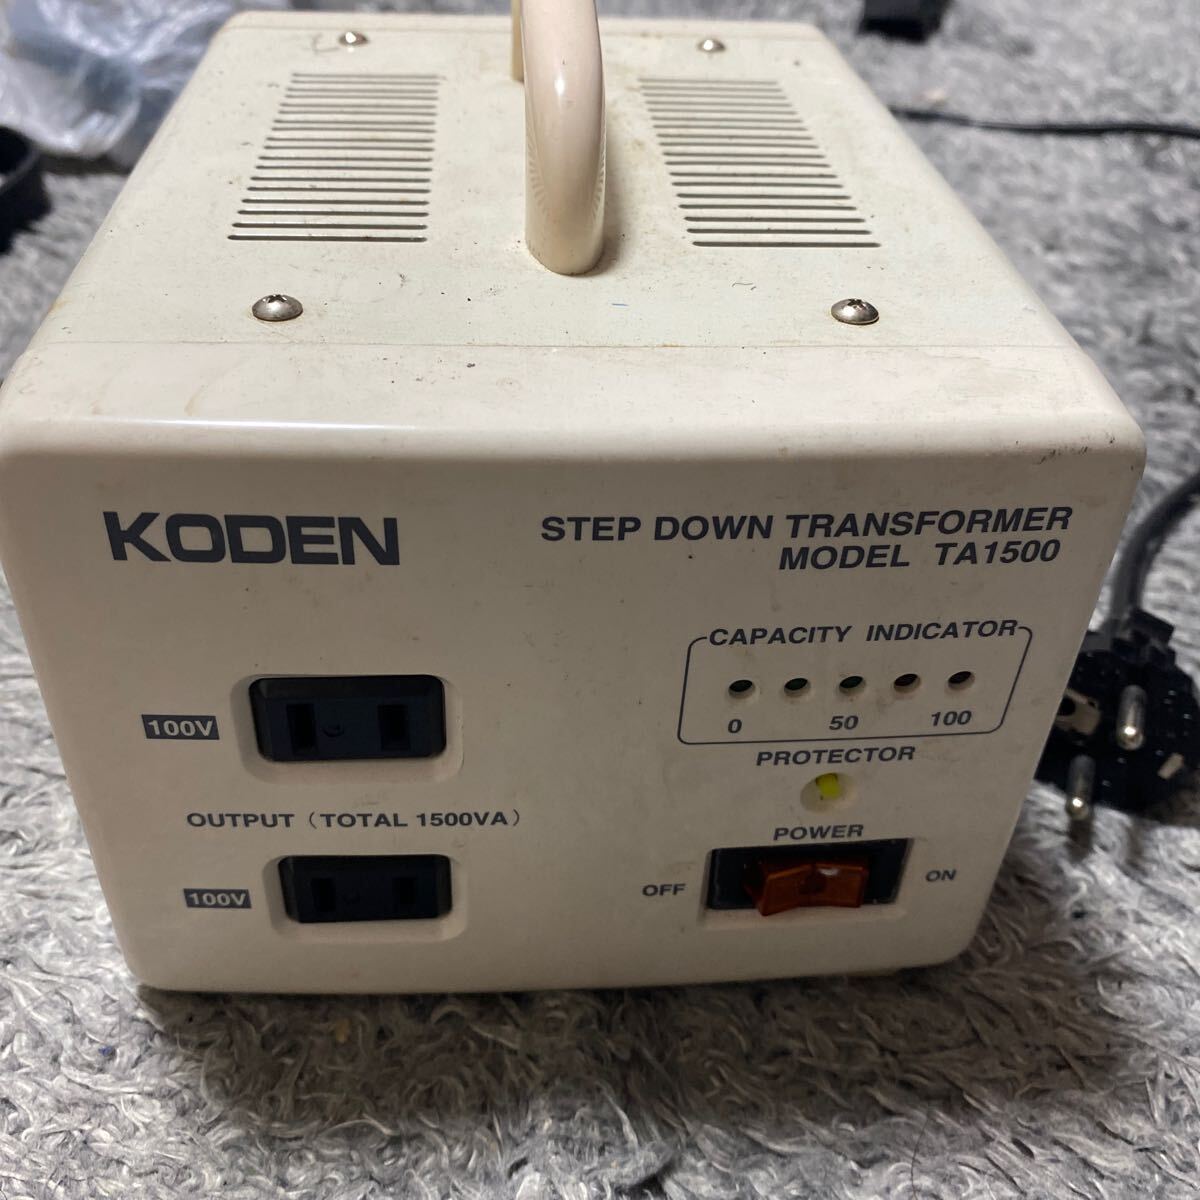 KODEN
STEP DOWN TRANSFORMER
MODEL TA1500
CAPACITY INDICATOR
0 50 100
PROTECTOR
100V
OUTPUT (TOTAL 1500VA)
POWER
OFF ON
100V